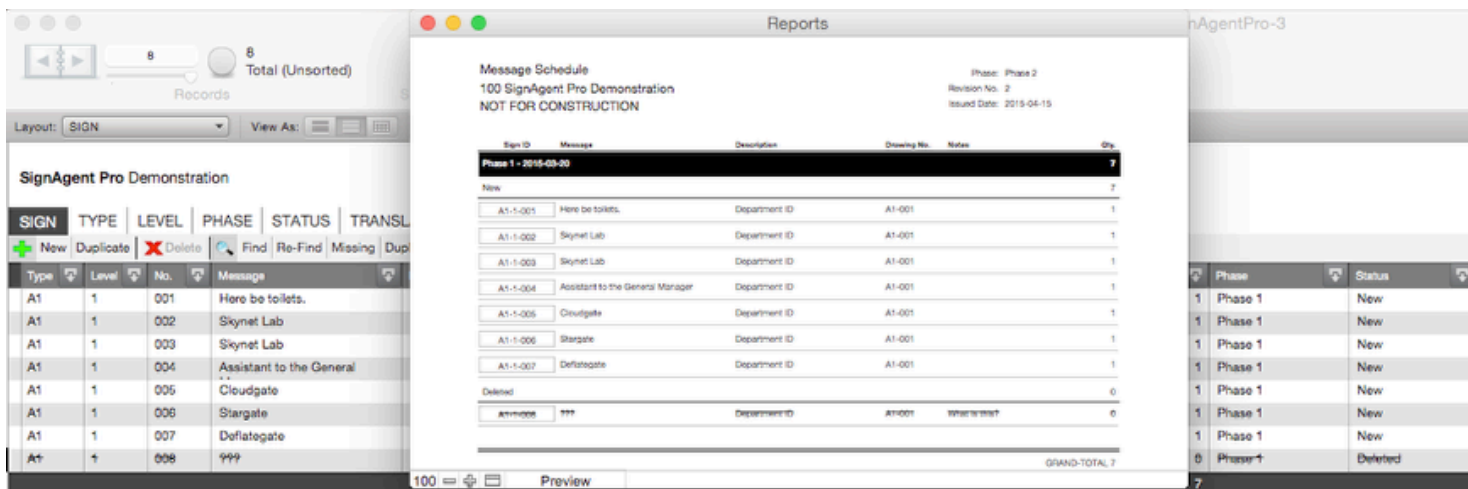 Reports
nAgentPro-3
8
8
Total (Unsorted)
Records
Layout: SIGN
View As:
SignAgent Pro Demonstration
SIGN TYPE LEVEL PHASE STATUS TRANSL
New Duplicate Delete Find Re-Find Missing Dup
Type Level No. Message
A1 1 001 Here be toilets.
A1 1 002 Skynet Lab
A1 1 003 Skynet Lab
A1 1 004 Assistant to the General
A1 1 005 Cloudgate
A1 1 006 Stargate
A1 1 007 Deflategate
A1 1 008 ???
Message Schedule
100 SignAgent Pro Demonstration
NOT FOR CONSTRUCTION
Phase: Phase 2
Revision No. 2
Issued Date: 2015-04-15
Sign ID Message Description Drawing No. Notes Qty.
Phase 1 - 2015-03-20 7
New 7
A1-1-001 Here be toilets. Department ID A1-001 1
A1-1-002 Skynet Lab Department ID A1-001 1
A1-1-003 Skynet Lab Department ID A1-001 1
A1-1-004 Assistant to the General Manager Department ID A1-001 1
A1-1-005 Cloudgate Department ID A1-001 1
A1-1-006 Stargate Department ID A1-001 1
A1-1-007 Deflategate Department ID A1-001 1
Deleted 0
A1-1-008 ??? Department ID A1-001 What is this? 0
GRAND-TOTAL 7
100 Preview
Phase Status
1 Phase 1 New
1 Phase 1 New
1 Phase 1 New
1 Phase 1 New
1 Phase 1 New
1 Phase 1 New
1 Phase 1 New
0 Phase 1 Deleted
7